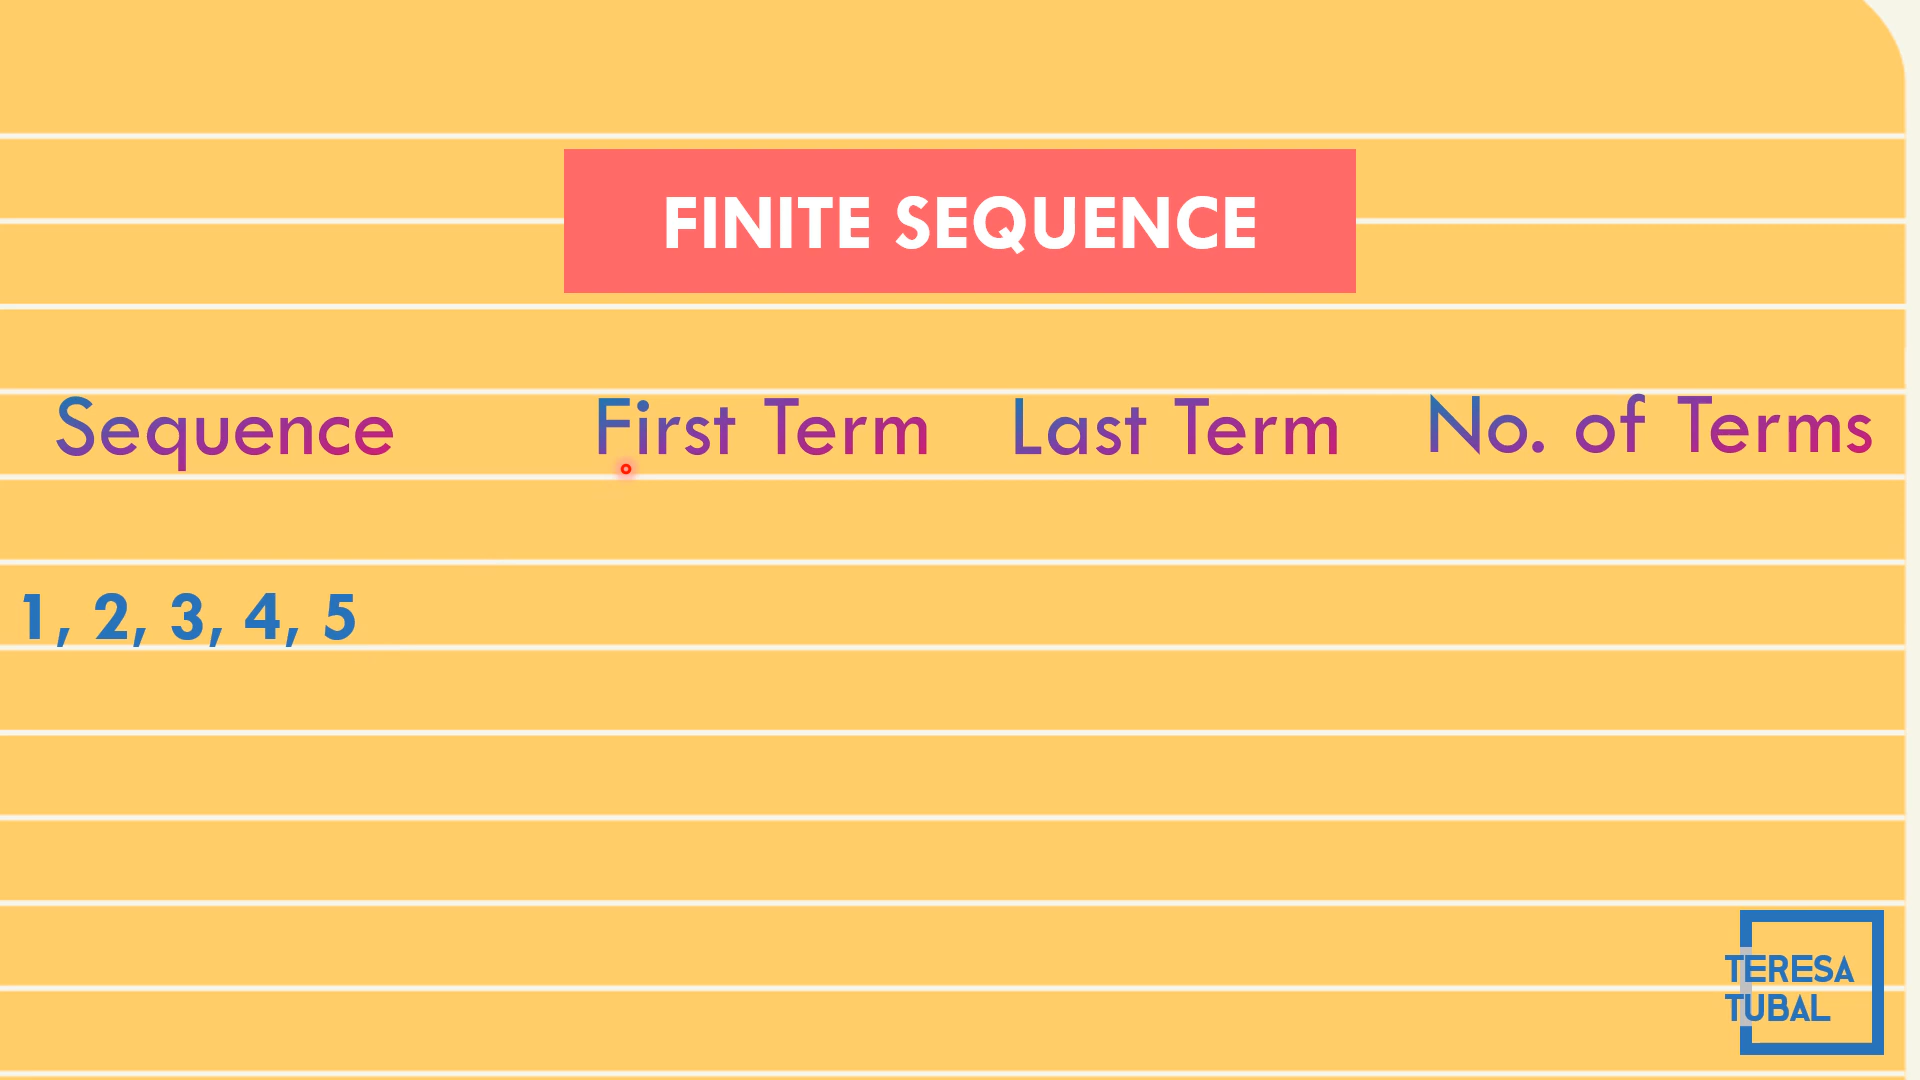 FINITE SEQUENCE
Sequence First Term Last Term No. of Terms
1, 2, 3, 4, 5
TERESA
TUBAL